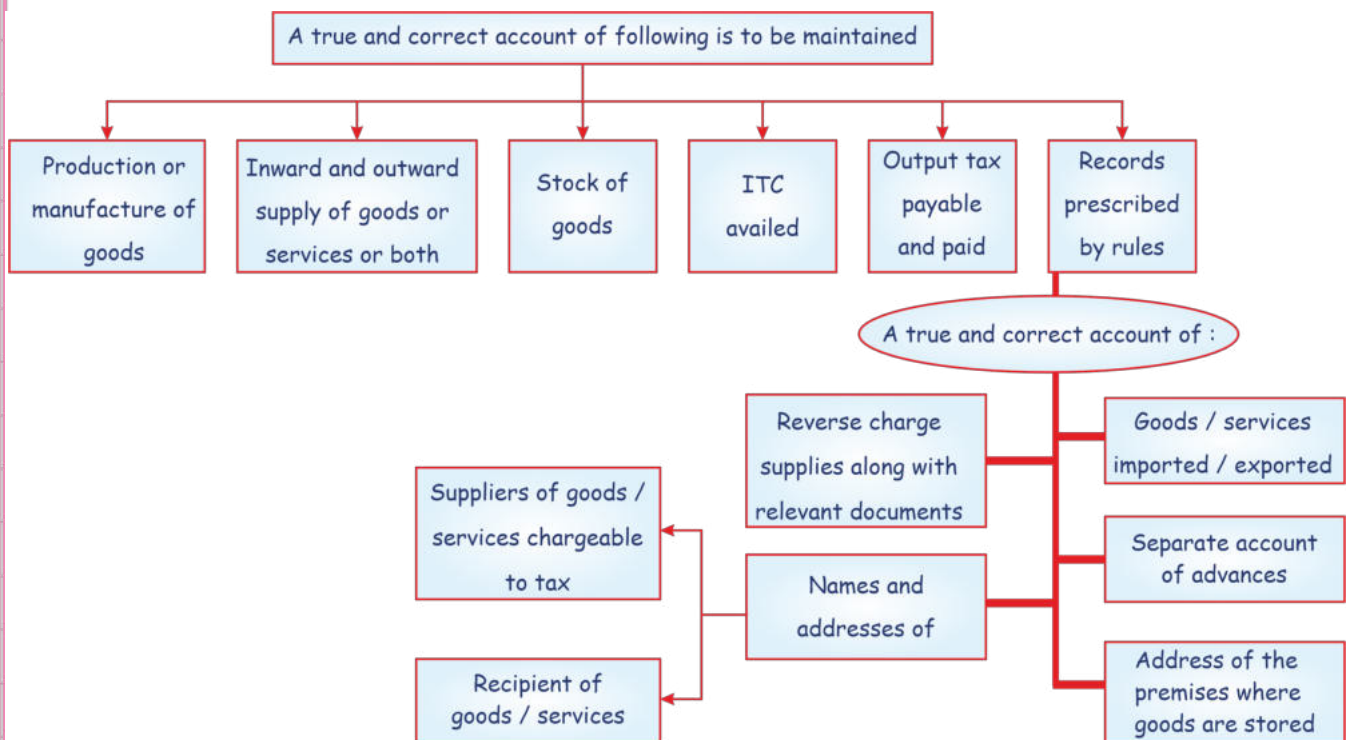 A true and correct account of following is to be maintained
Production or
manufacture of
goods
Inward and outward
supply of goods or
services or both
Stock of
goods
ITC
availed
Output tax
payable
and paid
Records
prescribed
by rules
A true and correct account of :
Reverse charge
supplies along with
relevant documents
Goods / services
imported / exported
Suppliers of goods /
services chargeable
to tax
Separate account
of advances
Names and
addresses of
Recipient of
goods / services
Address of the
premises where
goods are stored